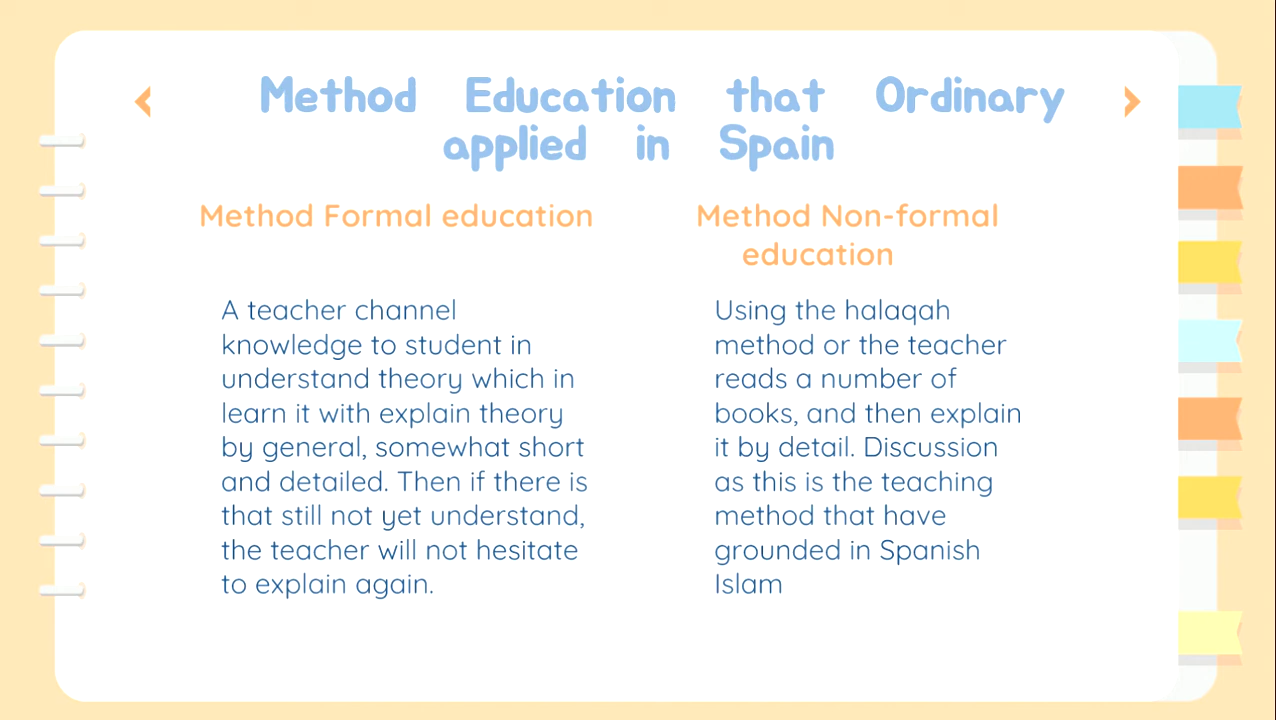 Method Education that Ordinary
applied in Spain
Method Formal education
A teacher channel
knowledge to student in
understand theory which in
learn it with explain theory
by general, somewhat short
and detailed. Then if there is
that still not yet understand,
the teacher will not hesitate
to explain again.
Method Non-formal
education
Using the halaqah
method or the teacher
reads a number of
books, and then explain
it by detail. Discussion
as this is the teaching
method that have
grounded in Spanish
Islam